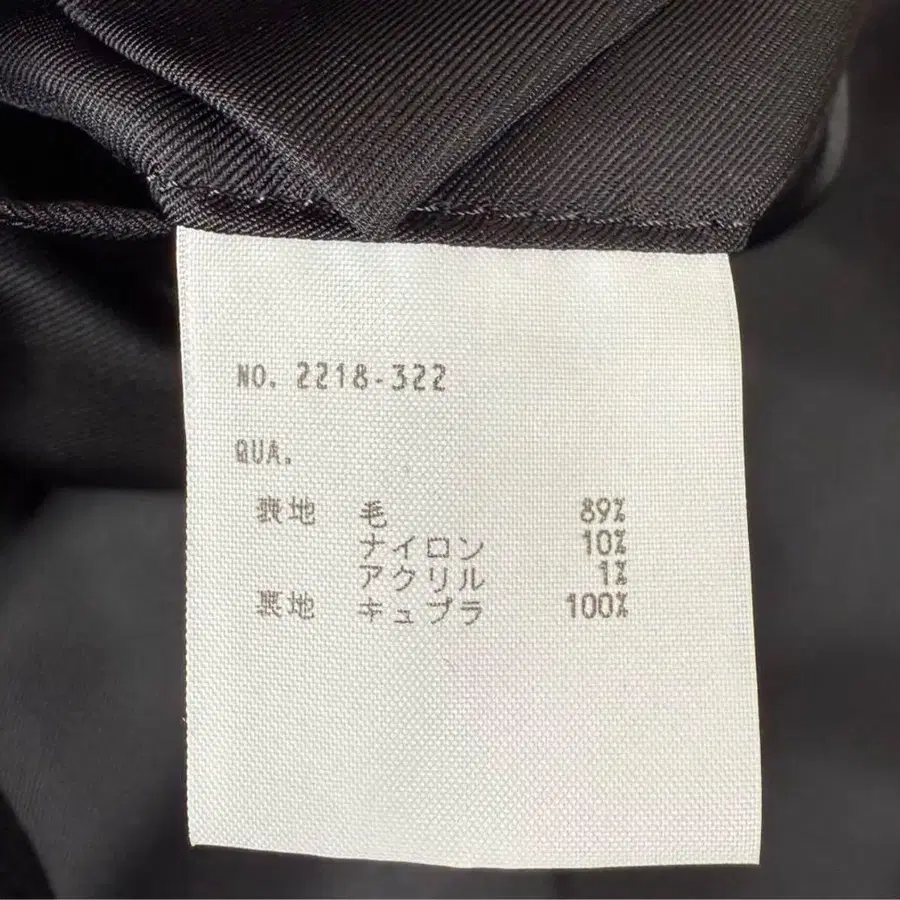 NO. 2218-322
QUA.
表地 毛 89%
ナイロン 10%
アクリル 1%
裏地 キュプラ 100%